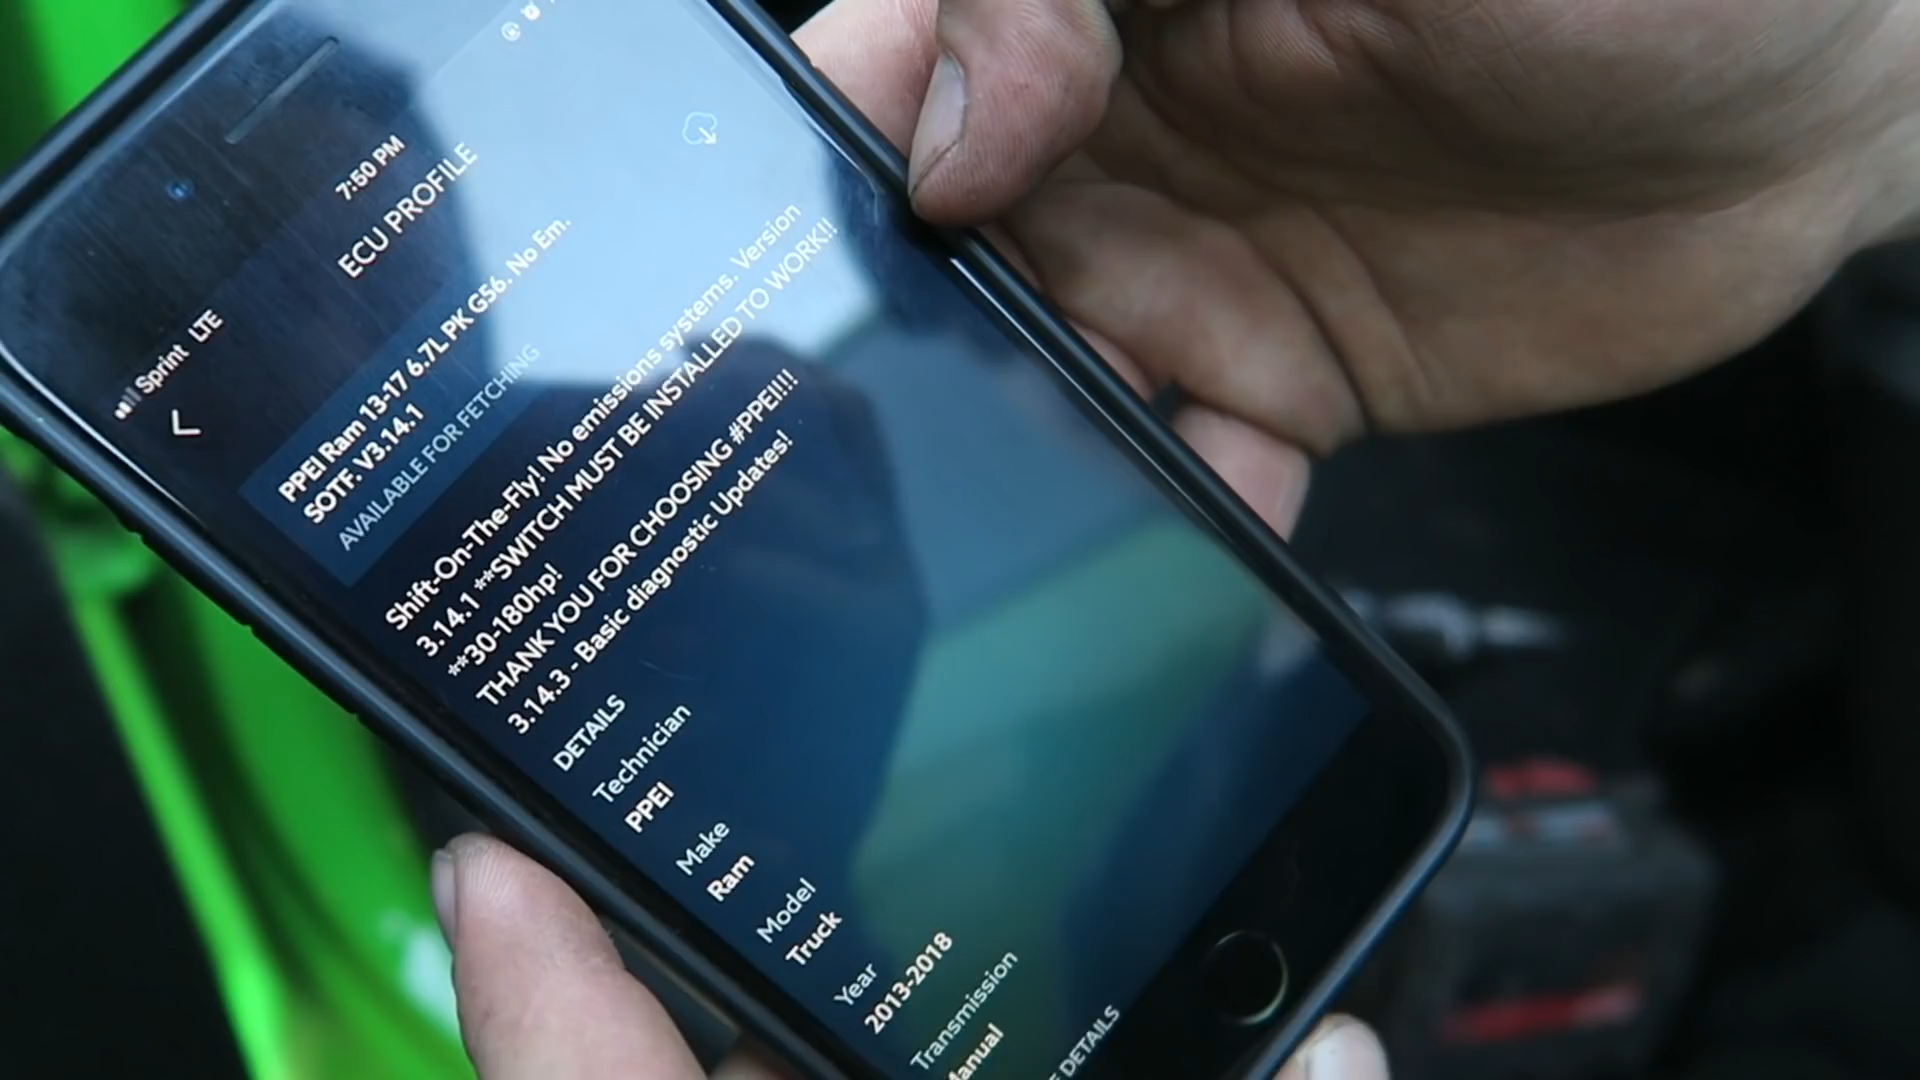 Sprint LTE
7:50 PM
ECU PROFILE
PPEI Ram 13-17 6.7L PK G56. No Em.
SOTF. V3.14.1
AVAILABLE FOR FETCHING
Shift-On-The-Fly! No emissions systems. Version
3.14.1 **SWITCH MUST BE INSTALLED TO WORK!!
**30-180hp!
THANK YOU FOR CHOOSING #PPEI!!!
3.14.3 - Basic diagnostic Updates!
DETAILS
Technician
PPEI
Make
Ram
Model
Truck
Year
2013-2018
Transmission
Manual
DETAILS